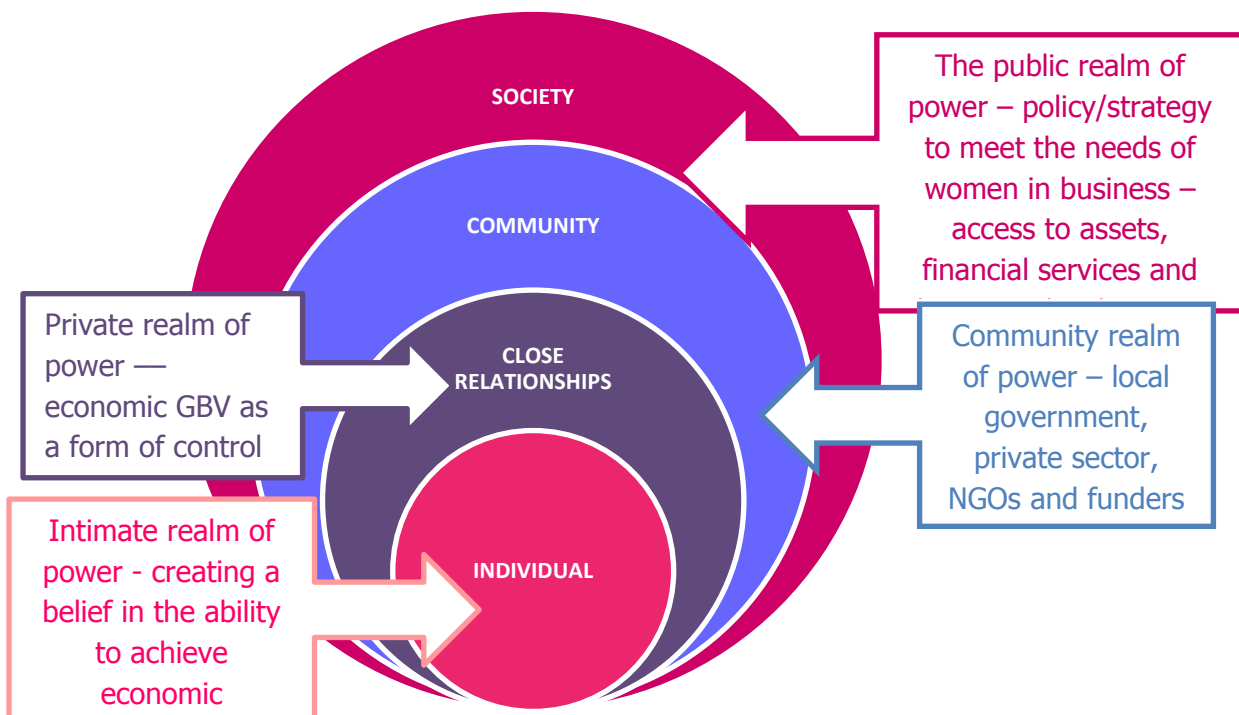 SOCIETY
COMMUNITY
CLOSE
RELATIONSHIPS
INDIVIDUAL
The public realm of
power – policy/strategy
to meet the needs of
women in business –
access to assets,
financial services and
Private realm of
power —
economic GBV as
a form of control
Community realm
of power – local
government,
private sector,
NGOs and funders
Intimate realm of
power - creating a
belief in the ability
to achieve
economic